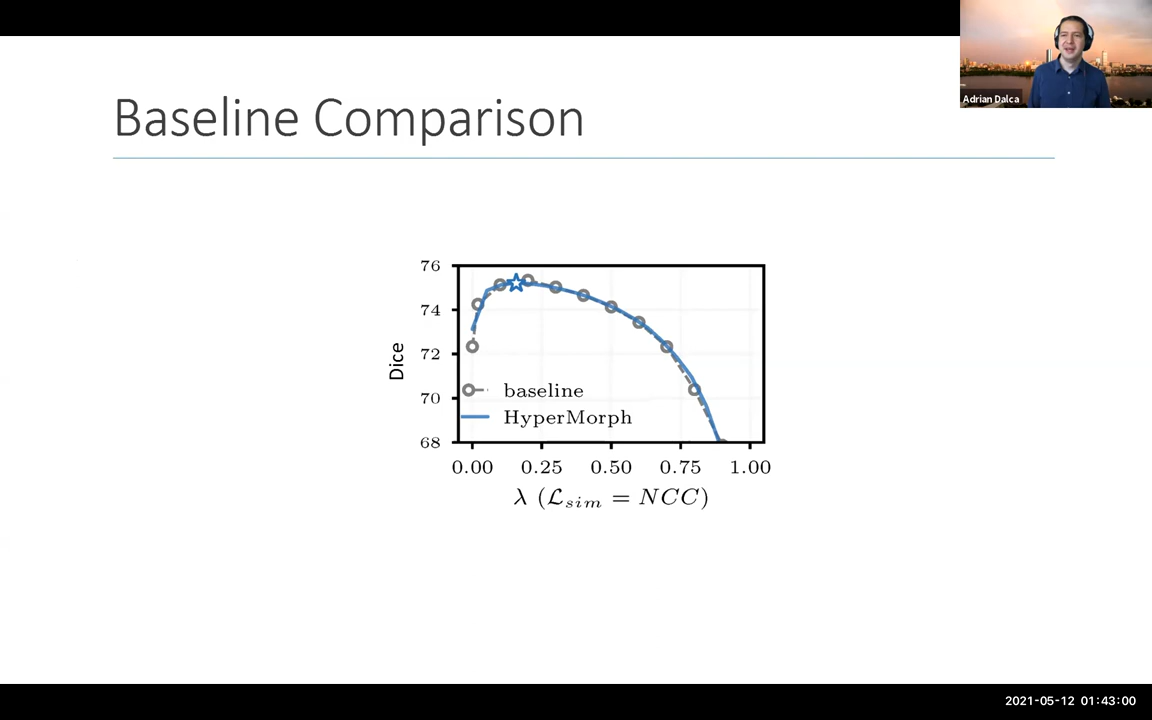 Adrian Dalca
Baseline Comparison
76
74
72
70
68
Dice
baseline
HyperMorph
0.00 0.25 0.50 0.75 1.00
λ (ℒ_sim = NCC)
2021-05-12 01:43:00